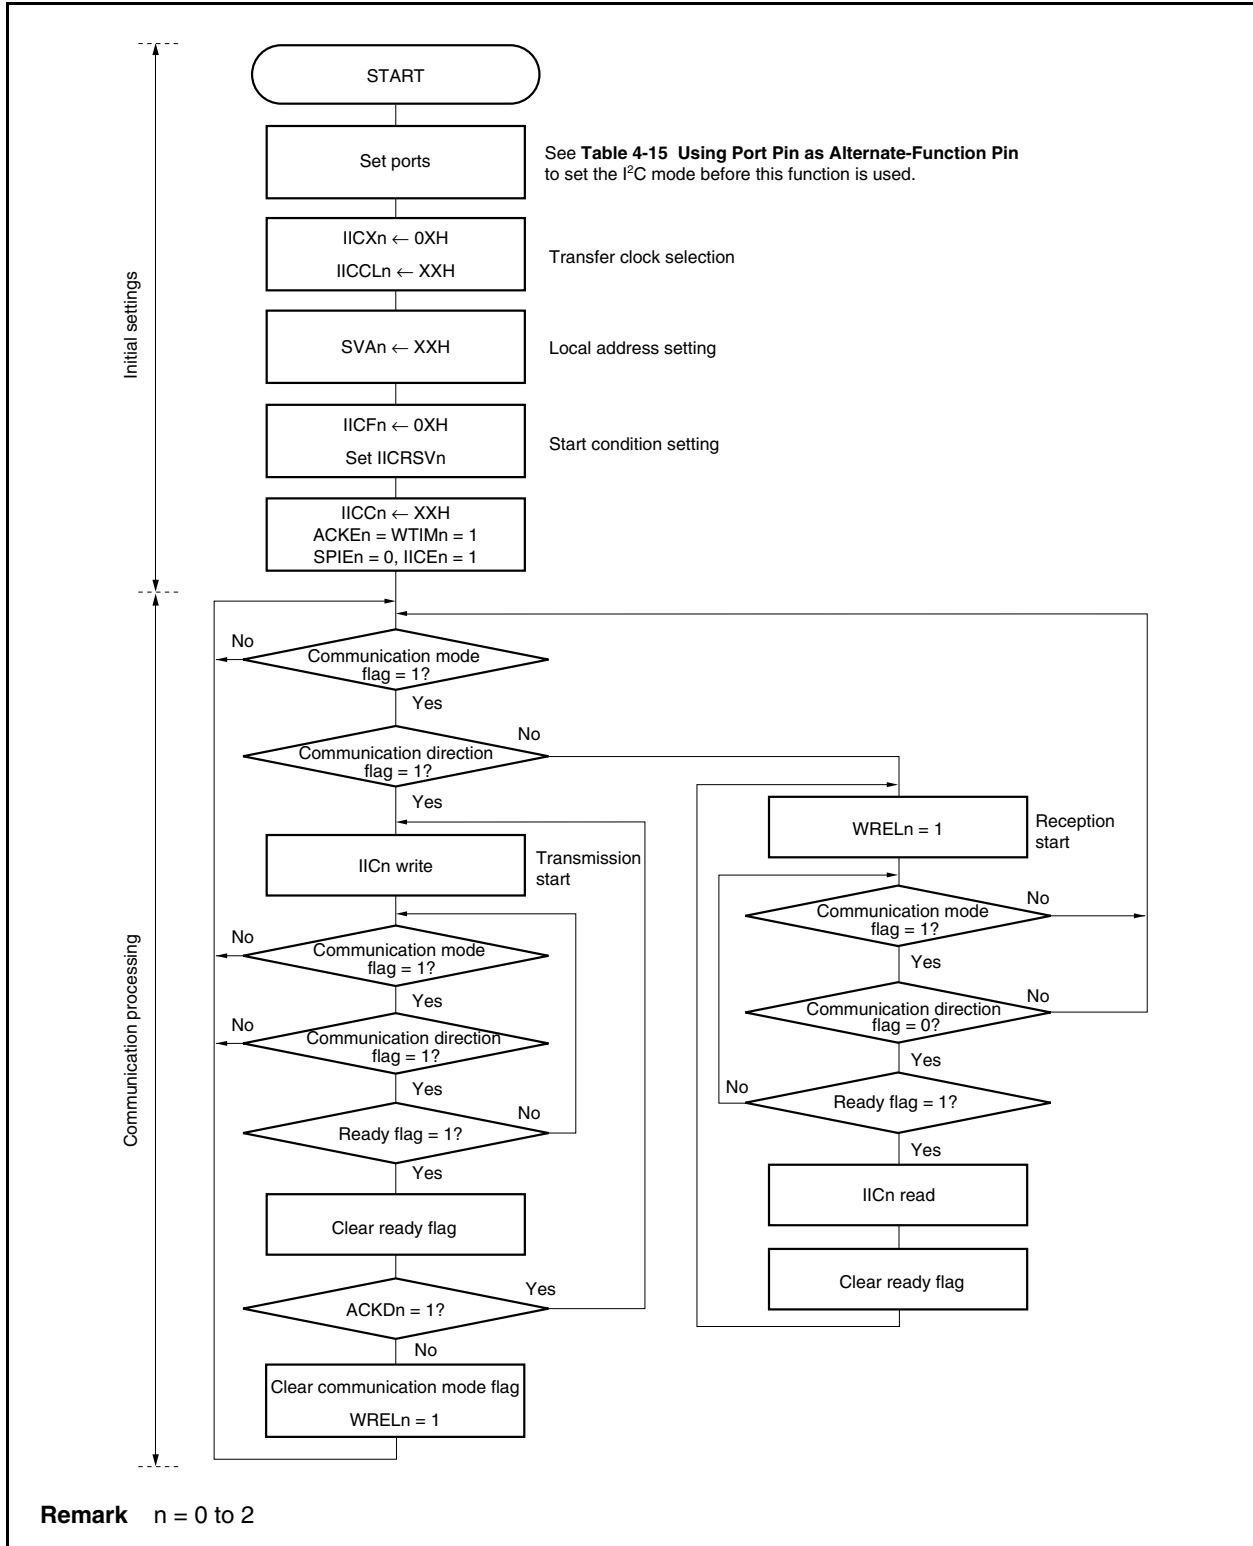 START
Set ports
See Table 4-15 Using Port Pin as Alternate-Function Pin
to set the I²C mode before this function is used.
IICXn ← 0XH
IICCLn ← XXH
Transfer clock selection
SVAn ← XXH
Local address setting
IICFn ← 0XH
Set IICRSVn
Start condition setting
IICCn ← XXH
ACKEn = WTIMn = 1
SPIEn = 0, IICEn = 1
Initial settings
No
Communication mode
flag = 1?
Yes
No
Communication direction
flag = 1?
Yes
IICn write
Transmission
start
No
Communication mode
flag = 1?
Yes
No
Communication direction
flag = 1?
Yes
No
Ready flag = 1?
Yes
Clear ready flag
Yes
ACKDn = 1?
No
Clear communication mode flag
WRELn = 1
WRELn = 1
Reception
start
No
Communication mode
flag = 1?
Yes
No
Communication direction
flag = 0?
Yes
No
Ready flag = 1?
Yes
IICn read
Clear ready flag
Communication processing
Remark n = 0 to 2